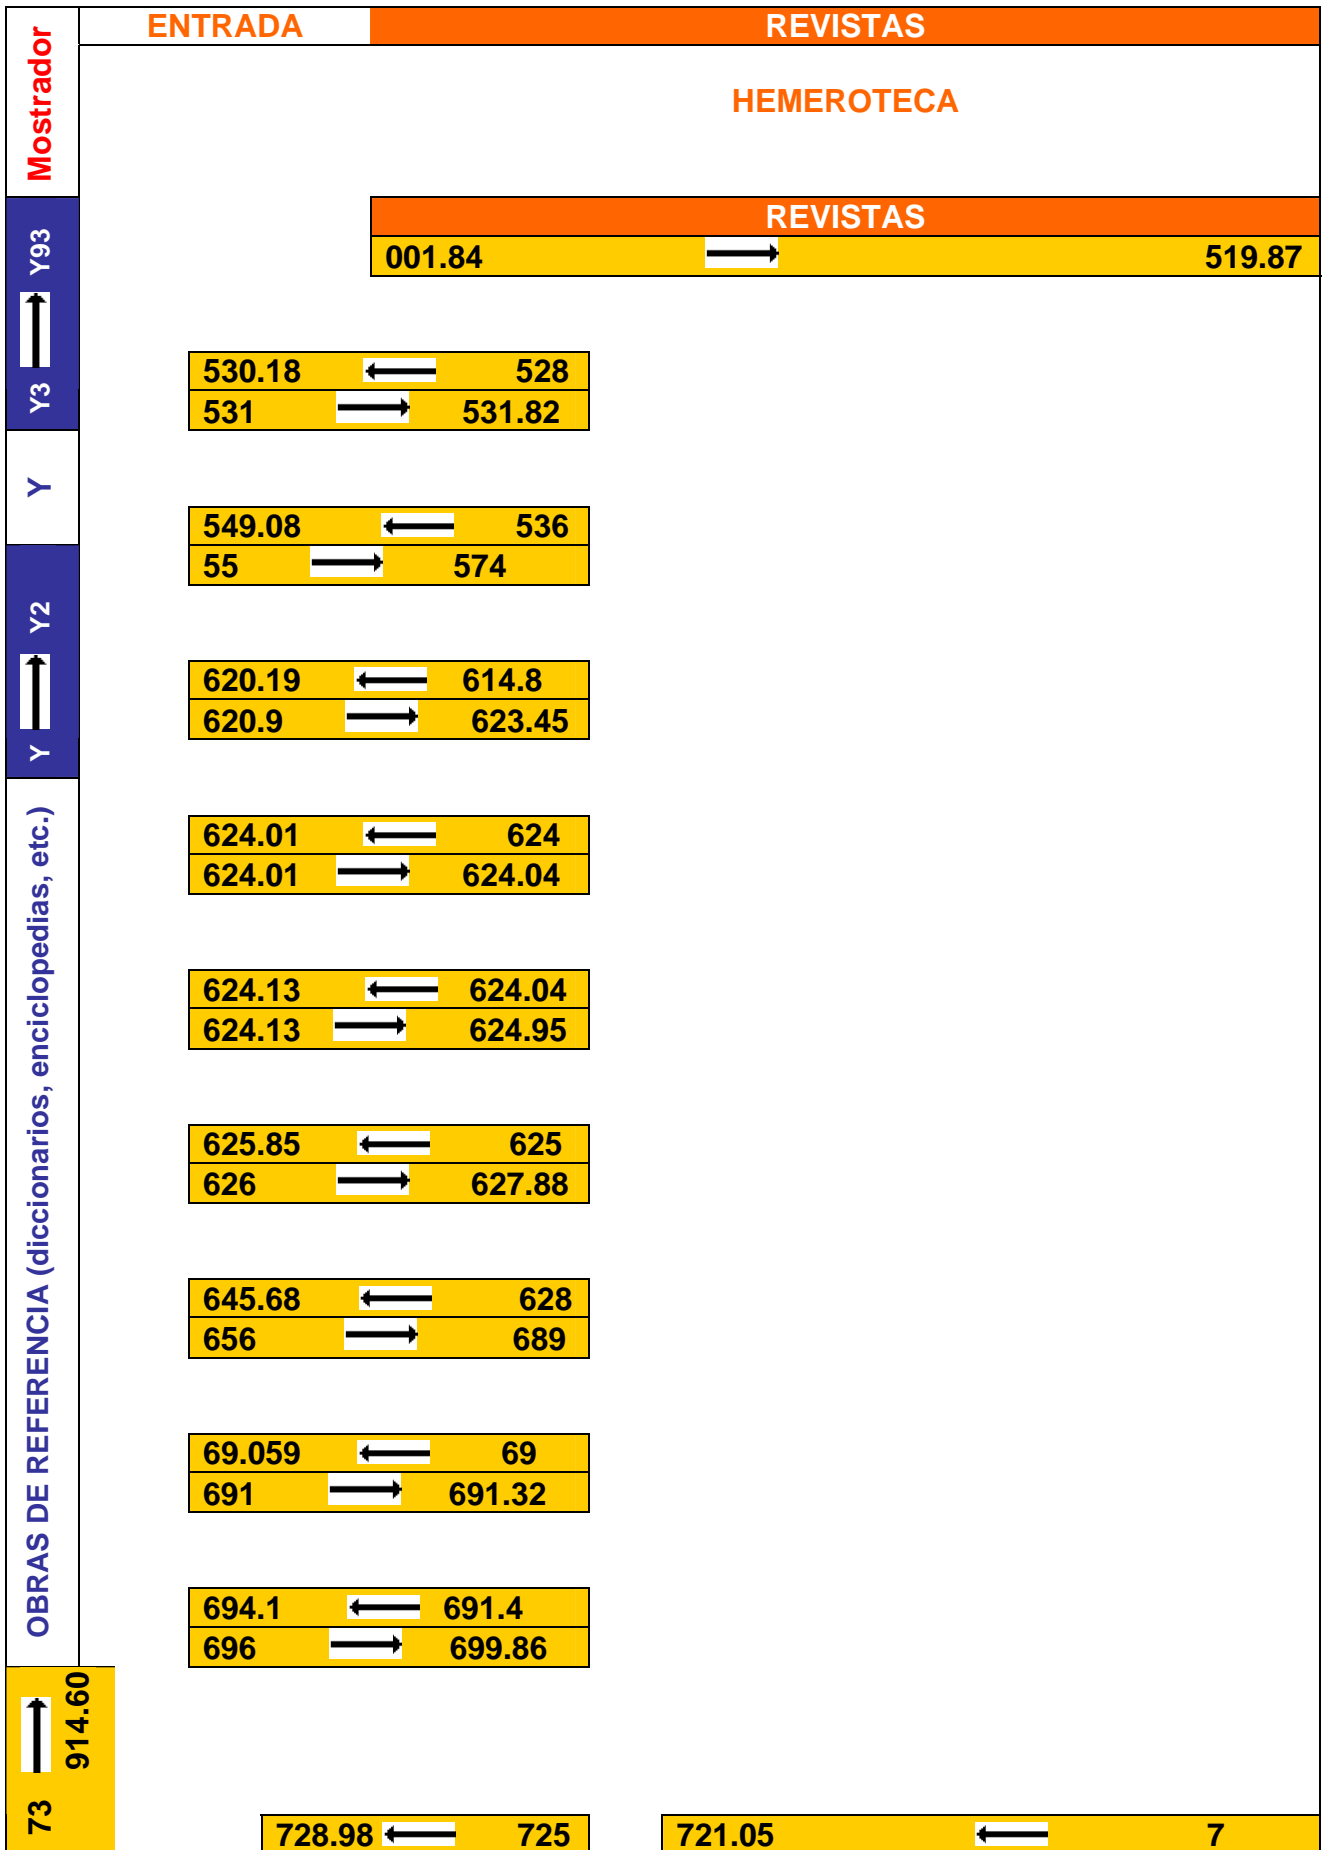 ENTRADA
REVISTAS
Mostrador
HEMEROTECA
REVISTAS
001.84 519.87
Y3 Y93
530.18 528
531 531.82
Y
549.08 536
55 574
Y Y2
620.19 614.8
620.9 623.45
OBRAS DE REFERENCIA (diccionarios, enciclopedias, etc.)
624.01 624
624.01 624.04
624.13 624.04
624.13 624.95
625.85 625
626 627.88
645.68 628
656 689
69.059 69
691 691.32
694.1 691.4
696 699.86
73 914.60
728.98 725
721.05 7